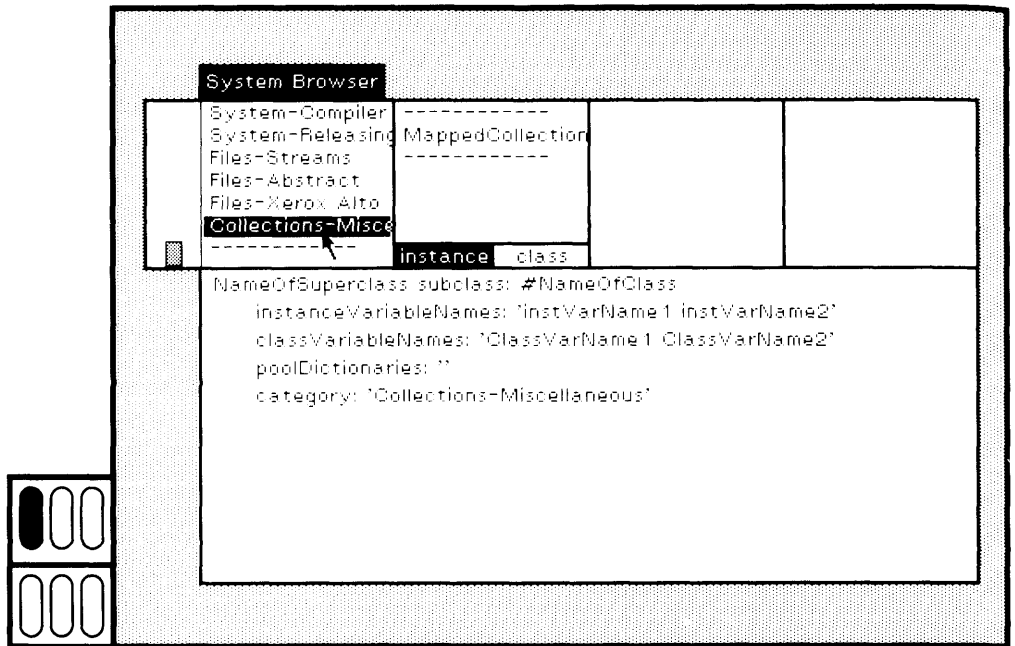 System Browser
System-Compiler
System-Releasing
Files-Streams
Files-Abstract
Files-Xerox Alto
Collections-Misce
------------
------------
MappedCollection
------------
instance class
NameOfSuperclass subclass: #NameOfClass
instanceVariableNames: 'instVarName1 instVarName2'
classVariableNames: 'ClassVarName1 ClassVarName2'
poolDictionaries: ''
category: 'Collections-Miscellaneous'